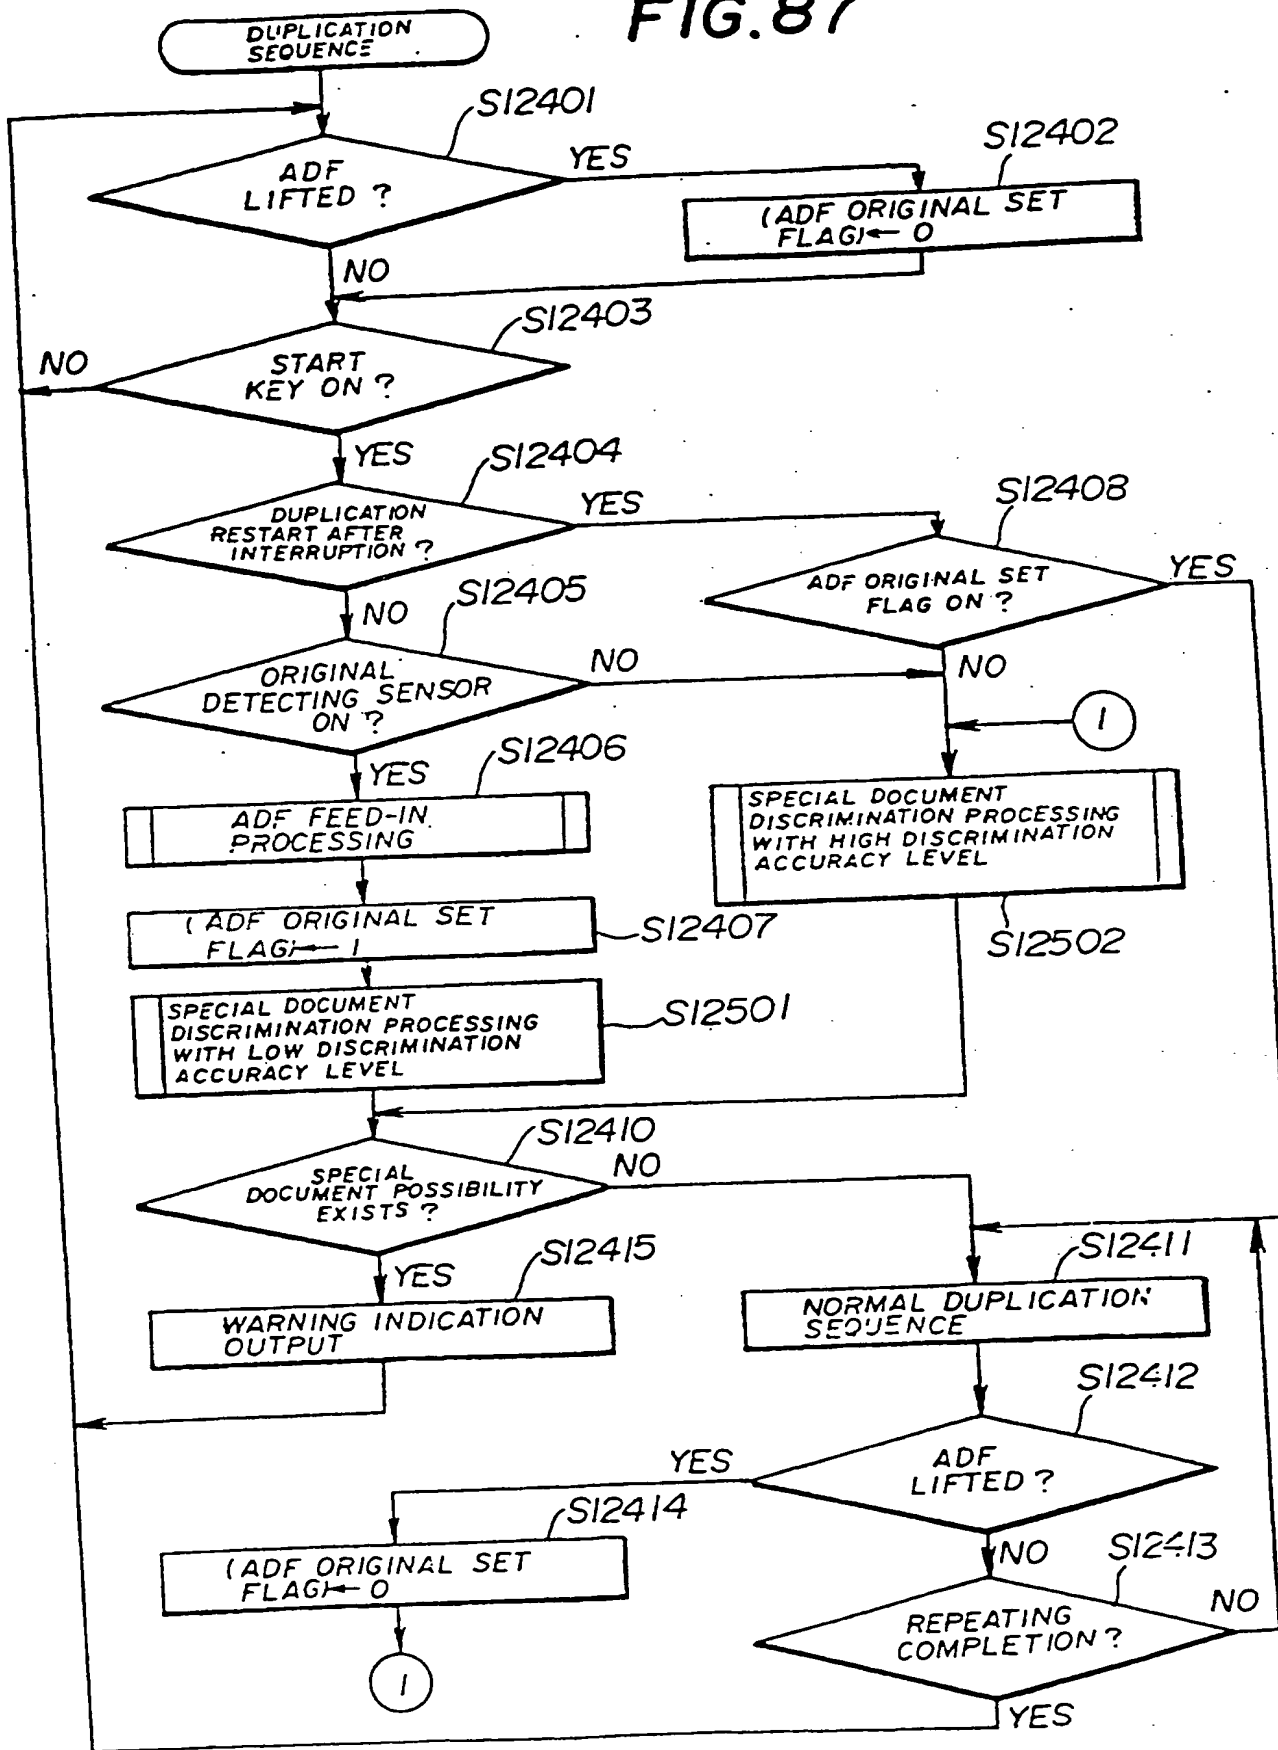 FIG.87
DUPLICATION
SEQUENCE
S12401
ADF
LIFTED ?
YES
S12402
(ADF ORIGINAL SET
FLAG)← 0
NO
S12403
START
KEY ON ?
NO
YES
S12404
DUPLICATION
RESTART AFTER
INTERRUPTION ?
YES
S12408
ADF ORIGINAL SET
FLAG ON ?
YES
NO
S12405
ORIGINAL
DETECTING SENSOR
ON ?
NO
NO
1
YES
S12406
ADF FEED-IN
PROCESSING
SPECIAL DOCUMENT
DISCRIMINATION PROCESSING
WITH HIGH DISCRIMINATION
ACCURACY LEVEL
S12502
(ADF ORIGINAL SET
FLAG)← 1
S12407
SPECIAL DOCUMENT
DISCRIMINATION PROCESSING
WITH LOW DISCRIMINATION
ACCURACY LEVEL
S12501
S12410
SPECIAL
DOCUMENT POSSIBILITY
EXISTS ?
NO
YES
S12415
WARNING INDICATION
OUTPUT
S12411
NORMAL DUPLICATION
SEQUENCE
S12412
ADF
LIFTED ?
YES
S12414
(ADF ORIGINAL SET
FLAG)← 0
1
NO
S12413
REPEATING
COMPLETION ?
NO
YES